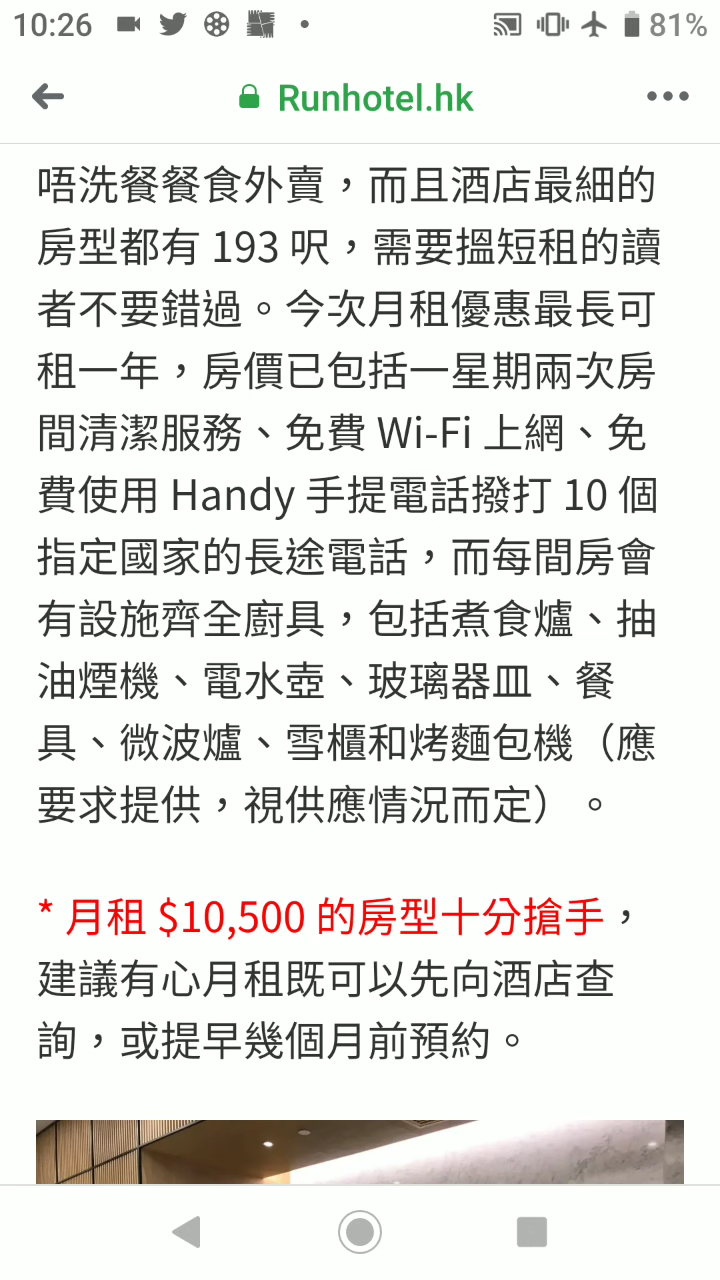 10:26
81%
Runhotel.hk
唔洗餐餐食外賣，而且酒店最細的
房型都有 193 呎，需要搵短租的讀
者不要錯過。今次月租優惠最長可
租一年，房價已包括一星期兩次房
間清潔服務、免費 Wi-Fi 上網、免
費使用 Handy 手提電話撥打 10 個
指定國家的長途電話，而每間房會
有設施齊全廚具，包括煮食爐、抽
油煙機、電水壺、玻璃器皿、餐
具、微波爐、雪櫃和烤麵包機（應
要求提供，視供應情況而定）。
* 月租 $10,500 的房型十分搶手，
建議有心月租既可以先向酒店查
詢，或提早幾個月前預約。